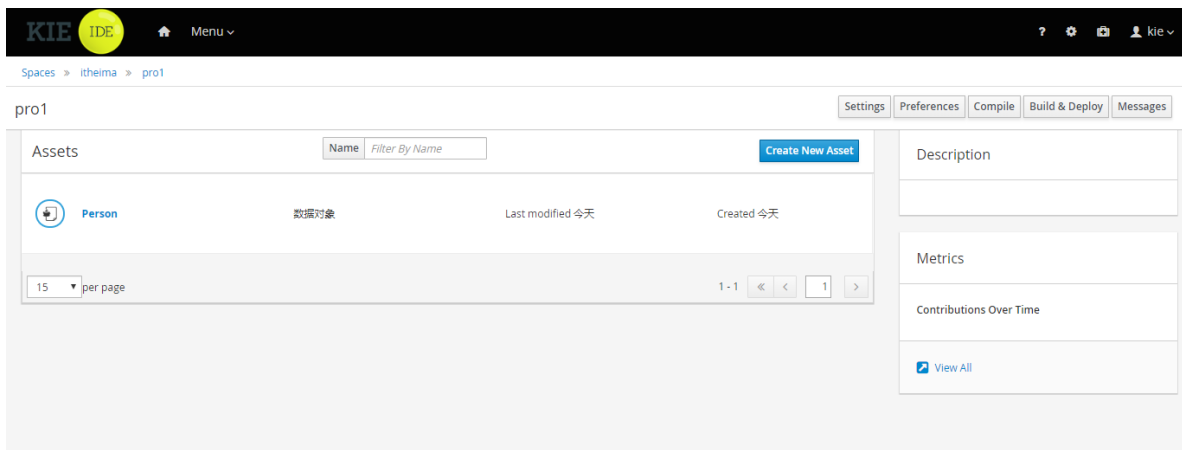 KIE IDE Menu ? kie
Spaces » itheima » pro1
pro1 Settings Preferences Compile Build & Deploy Messages
Assets Name Filter By Name Create New Asset
Person 数据对象 Last modified 今天 Created 今天
15 per page 1 - 1 « < 1 >
Description
Metrics
Contributions Over Time
View All